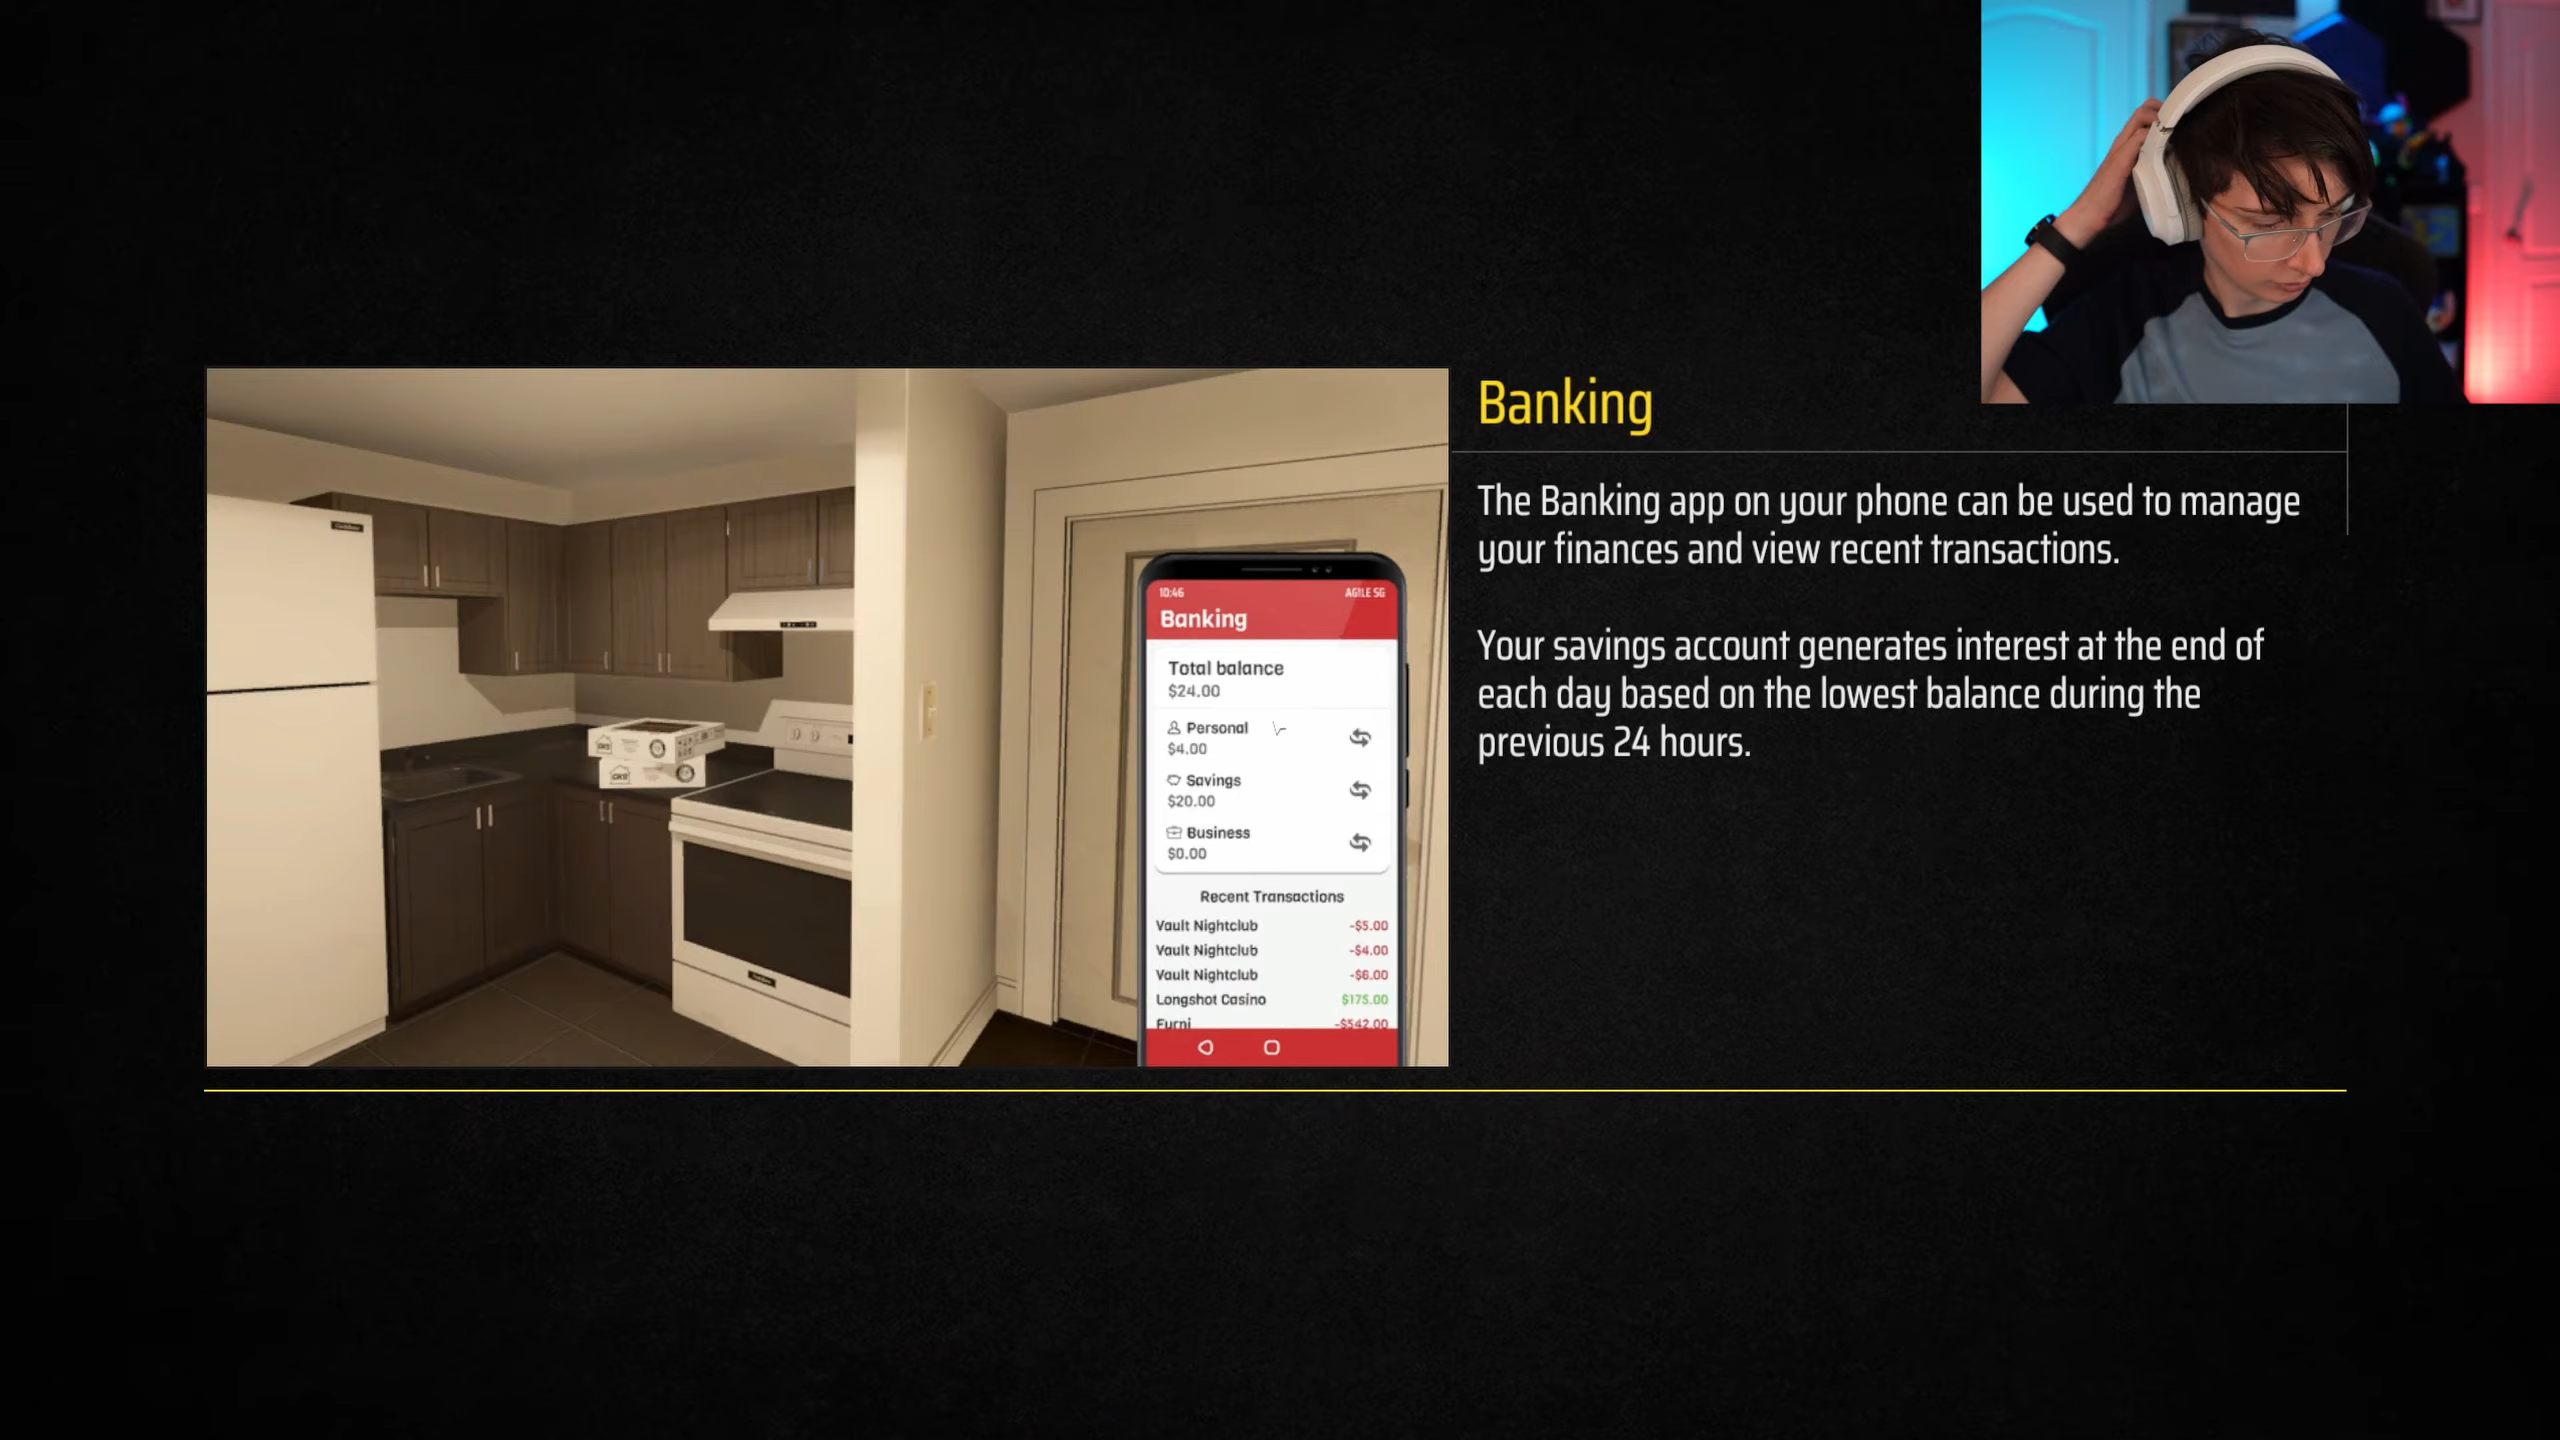 Banking
The Banking app on your phone can be used to manage
your finances and view recent transactions.
Your savings account generates interest at the end of
each day based on the lowest balance during the
previous 24 hours.
10:46 AGILE 5G
Banking
Total balance
$24.00
Personal
$4.00
Savings
$20.00
Business
$0.00
Recent Transactions
Vault Nightclub -$5.00
Vault Nightclub -$4.00
Vault Nightclub -$6.00
Longshot Casino $175.00
Furni -$542.00